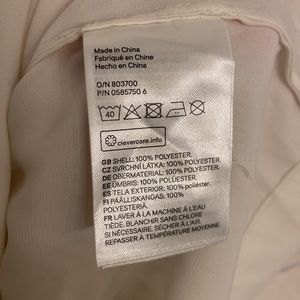 Made in China
Fabriqué en Chine
Hecho en China
O/N 803700
P/N 0585750 6
40
clevercare.info
GB SHELL: 100% POLYESTER.
CZ SVRCHNÍ LÁTKA: 100% POLYESTER.
DE OBERMATERIAL: 100% POLYESTER.
EE ÜMBRIS: 100% POLÜESTER.
ES TELA EXTERIOR: 100% poliéster.
FI PÄÄLLISKANGAS: 100%
POLYESTERIÄ.
FR LAVER À LA MACHINE À L'EAU
TIÈDE. BLANCHIR SANS CHLORE
SI NÉCESSAIRE. SÉCHER À PLAT.
REPASSER À TEMPÉRATURE MOYENNE.